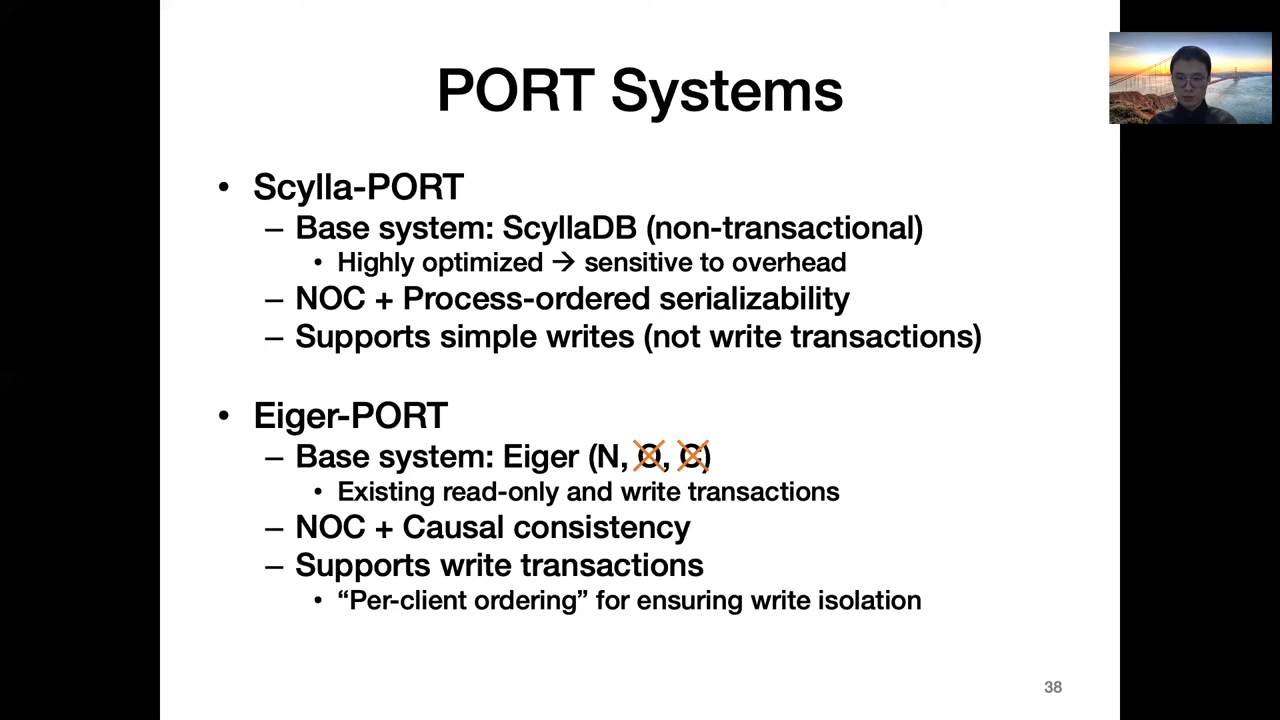 PORT Systems
• Scylla-PORT
– Base system: ScyllaDB (non-transactional)
• Highly optimized → sensitive to overhead
– NOC + Process-ordered serializability
– Supports simple writes (not write transactions)
• Eiger-PORT
– Base system: Eiger (N, O, C)
• Existing read-only and write transactions
– NOC + Causal consistency
– Supports write transactions
• “Per-client ordering” for ensuring write isolation
38